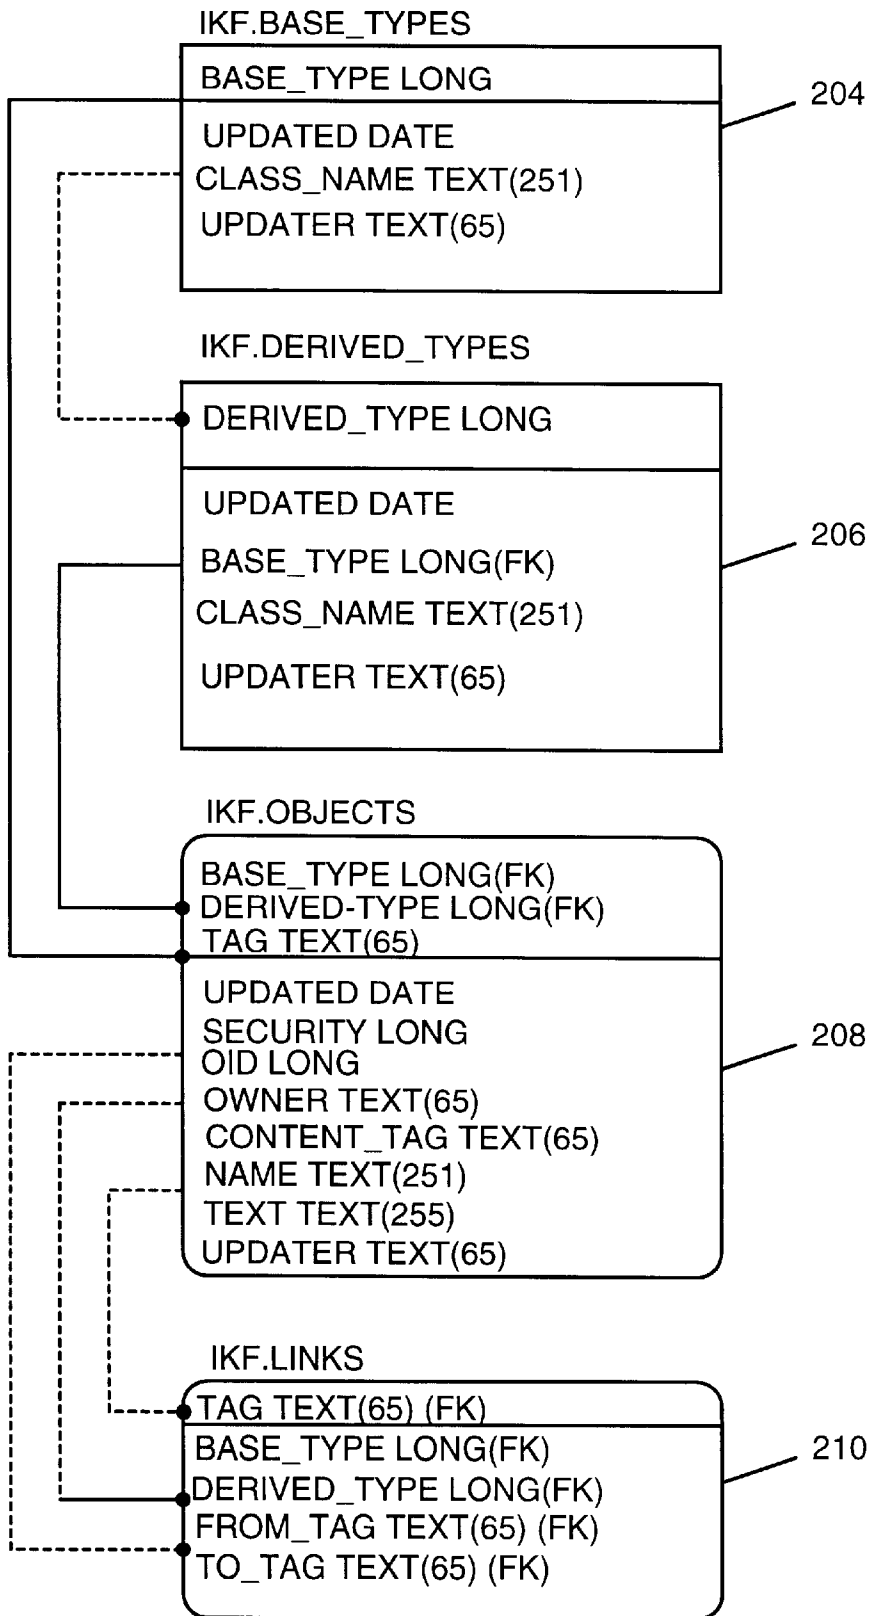 IKF.BASE_TYPES
BASE_TYPE LONG
204
UPDATED DATE
CLASS_NAME TEXT(251)
UPDATER TEXT(65)
IKF.DERIVED_TYPES
DERIVED_TYPE LONG
UPDATED DATE
206
BASE_TYPE LONG(FK)
CLASS_NAME TEXT(251)
UPDATER TEXT(65)
IKF.OBJECTS
BASE_TYPE LONG(FK)
DERIVED-TYPE LONG(FK)
TAG TEXT(65)
UPDATED DATE
SECURITY LONG
208
OID LONG
OWNER TEXT(65)
CONTENT_TAG TEXT(65)
NAME TEXT(251)
TEXT TEXT(255)
UPDATER TEXT(65)
IKF.LINKS
TAG TEXT(65) (FK)
BASE_TYPE LONG(FK)
210
DERIVED_TYPE LONG(FK)
FROM_TAG TEXT(65) (FK)
TO_TAG TEXT(65) (FK)